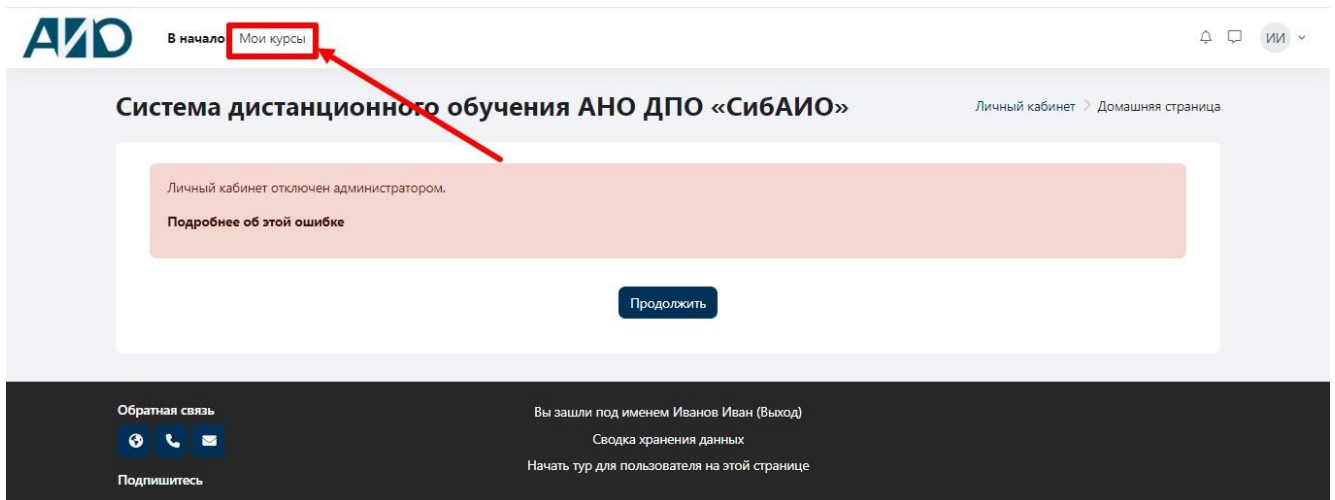 АИО
В начало Мои курсы
ИИ
Система дистанционного обучения АНО ДПО «СибАИО»
Личный кабинет > Домашняя страница
Личный кабинет отключен администратором.
Подробнее об этой ошибке
Продолжить
Обратная связь
Вы зашли под именем Иванов Иван (Выход)
Сводка хранения данных
Начать тур для пользователя на этой странице
Подпишитесь